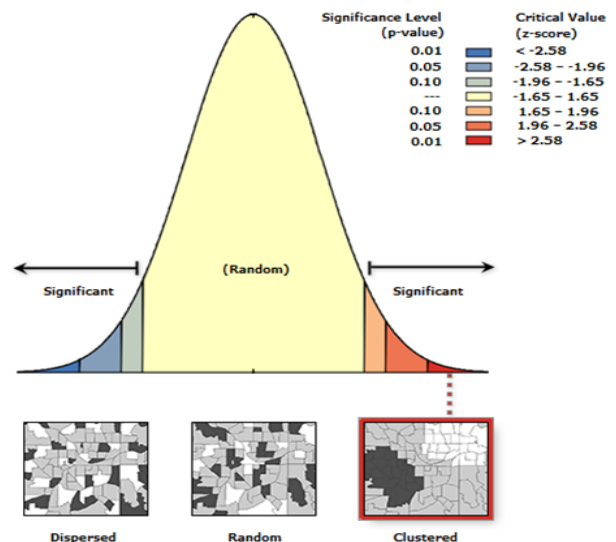 Significance Level Critical Value
(p-value) (z-score)
0.01 < -2.58
0.05 -2.58 – -1.96
0.10 -1.96 – -1.65
--- -1.65 – 1.65
0.10 1.65 – 1.96
0.05 1.96 – 2.58
0.01 > 2.58
(Random)
Significant Significant
Dispersed Random Clustered